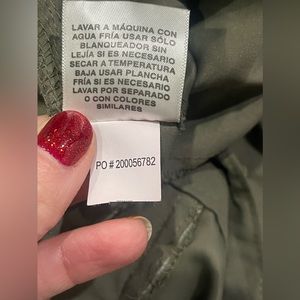 LAVAR A MÁQUINA CON
AGUA FRÍA USAR SÓLO
BLANQUEADOR SIN
LEJÍA SI ES NECESARIO
SECAR A TEMPERATURA
BAJA USAR PLANCHA
FRÍA SI ES NECESARIO
LAVAR POR SEPARADO
O CON COLORES
SIMILARES
PO # 200056782